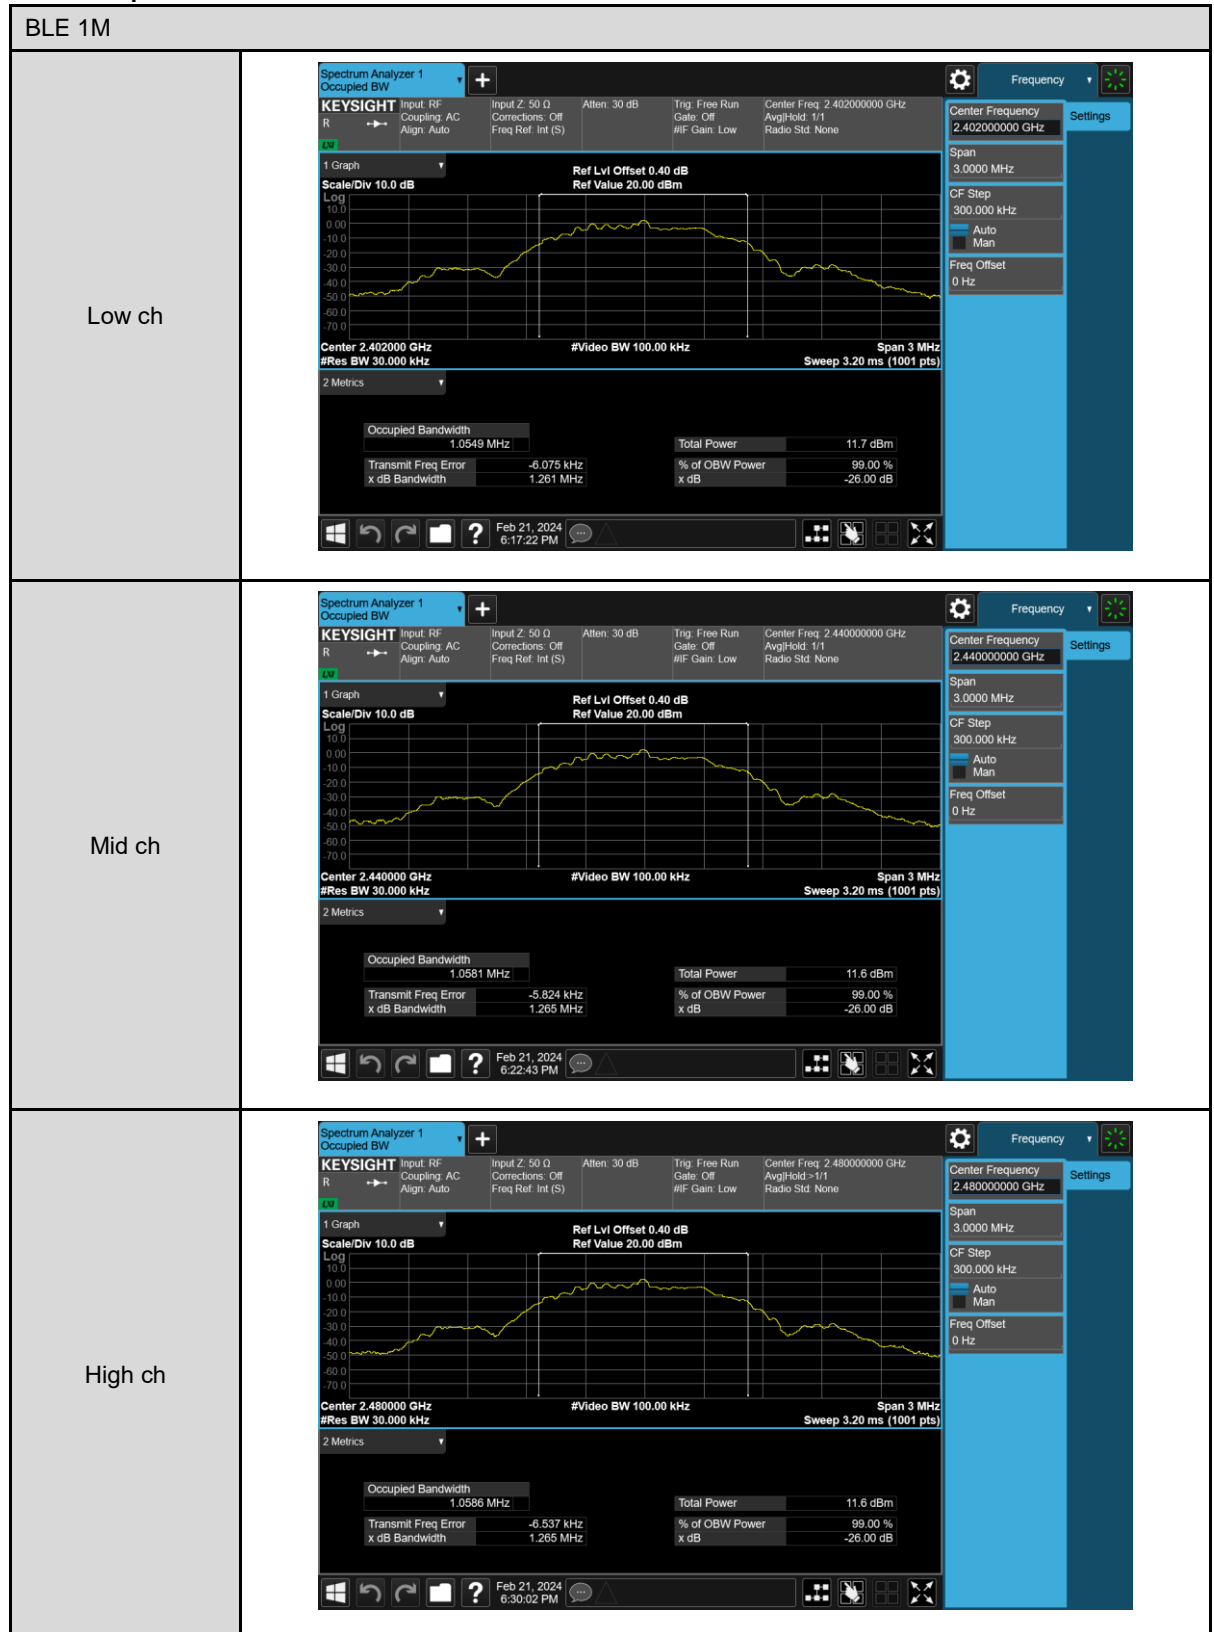 BLE 1M
Low ch
Spectrum Analyzer 1
Occupied BW
Frequency
KEYSIGHT
R
LXI
Input: RF
Coupling: AC
Align: Auto
Input Z: 50 Ω
Corrections: Off
Freq Ref: Int (S)
Atten: 30 dB
Trig: Free Run
Gate: Off
#IF Gain: Low
Center Freq: 2.402000000 GHz
Avg|Hold: 1/1
Radio Std: None
Center Frequency
2.402000000 GHz
Settings
Span
3.0000 MHz
CF Step
300.000 kHz
Auto
Man
Freq Offset
0 Hz
1 Graph
Scale/Div 10.0 dB
Ref Lvl Offset 0.40 dB
Ref Value 20.00 dBm
Log
10.0
0.00
-10.0
-20.0
-30.0
-40.0
-50.0
-60.0
-70.0
Center 2.402000 GHz
#Res BW 30.000 kHz
#Video BW 100.00 kHz
Span 3 MHz
Sweep 3.20 ms (1001 pts)
2 Metrics
Occupied Bandwidth
1.0549 MHz
Total Power 11.7 dBm
Transmit Freq Error -6.075 kHz
% of OBW Power 99.00 %
x dB Bandwidth 1.261 MHz
x dB -26.00 dB
?
Feb 21, 2024
6:17:22 PM
Mid ch
Spectrum Analyzer 1
Occupied BW
Frequency
KEYSIGHT
R
LXI
Input: RF
Coupling: AC
Align: Auto
Input Z: 50 Ω
Corrections: Off
Freq Ref: Int (S)
Atten: 30 dB
Trig: Free Run
Gate: Off
#IF Gain: Low
Center Freq: 2.440000000 GHz
Avg|Hold: 1/1
Radio Std: None
Center Frequency
2.440000000 GHz
Settings
Span
3.0000 MHz
CF Step
300.000 kHz
Auto
Man
Freq Offset
0 Hz
1 Graph
Scale/Div 10.0 dB
Ref Lvl Offset 0.40 dB
Ref Value 20.00 dBm
Log
10.0
0.00
-10.0
-20.0
-30.0
-40.0
-50.0
-60.0
-70.0
Center 2.440000 GHz
#Res BW 30.000 kHz
#Video BW 100.00 kHz
Span 3 MHz
Sweep 3.20 ms (1001 pts)
2 Metrics
Occupied Bandwidth
1.0581 MHz
Total Power 11.6 dBm
Transmit Freq Error -5.824 kHz
% of OBW Power 99.00 %
x dB Bandwidth 1.265 MHz
x dB -26.00 dB
?
Feb 21, 2024
6:22:43 PM
High ch
Spectrum Analyzer 1
Occupied BW
Frequency
KEYSIGHT
R
LXI
Input: RF
Coupling: AC
Align: Auto
Input Z: 50 Ω
Corrections: Off
Freq Ref: Int (S)
Atten: 30 dB
Trig: Free Run
Gate: Off
#IF Gain: Low
Center Freq: 2.480000000 GHz
Avg|Hold:>1/1
Radio Std: None
Center Frequency
2.480000000 GHz
Settings
Span
3.0000 MHz
CF Step
300.000 kHz
Auto
Man
Freq Offset
0 Hz
1 Graph
Scale/Div 10.0 dB
Ref Lvl Offset 0.40 dB
Ref Value 20.00 dBm
Log
10.0
0.00
-10.0
-20.0
-30.0
-40.0
-50.0
-60.0
-70.0
Center 2.480000 GHz
#Res BW 30.000 kHz
#Video BW 100.00 kHz
Span 3 MHz
Sweep 3.20 ms (1001 pts)
2 Metrics
Occupied Bandwidth
1.0586 MHz
Total Power 11.6 dBm
Transmit Freq Error -6.537 kHz
% of OBW Power 99.00 %
x dB Bandwidth 1.265 MHz
x dB -26.00 dB
?
Feb 21, 2024
6:30:02 PM